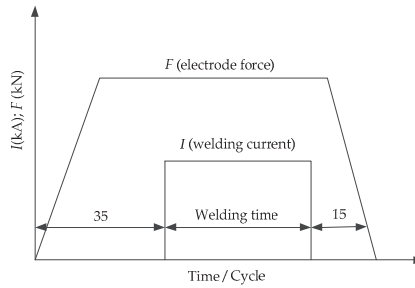 I(kA); F (kN)
F (electrode force)
I (welding current)
35
Welding time
15
Time/Cycle